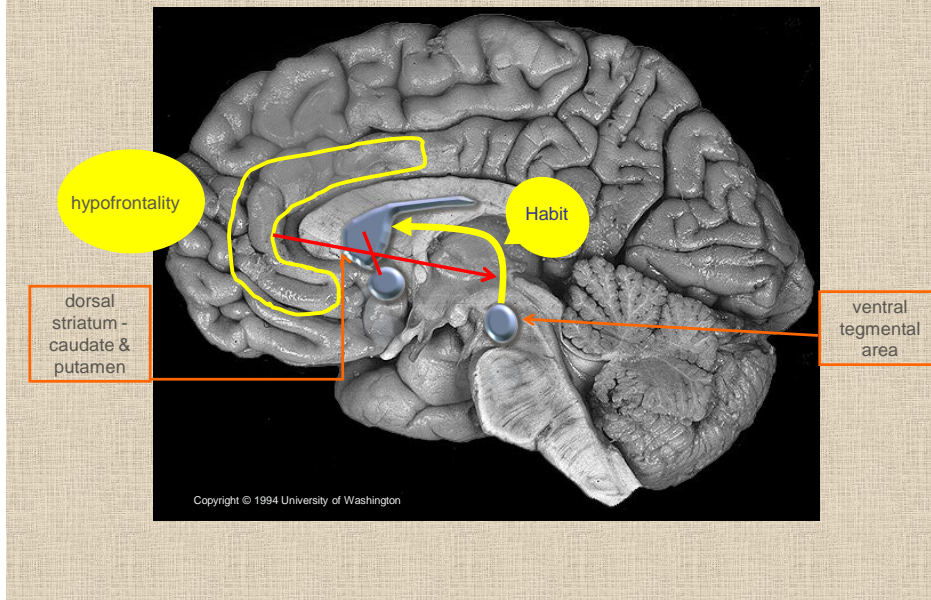 hypofrontality
Habit
dorsal
striatum -
caudate &
putamen
ventral
tegmental
area
Copyright © 1994 University of Washington